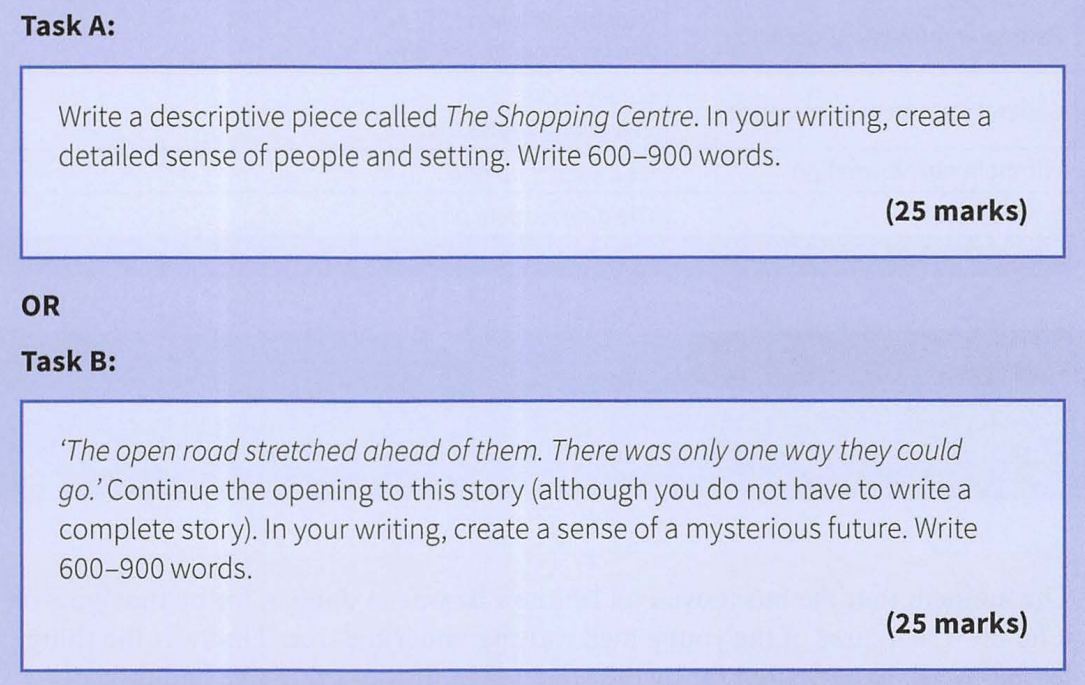 Task A:
Write a descriptive piece called The Shopping Centre. In your writing, create a
detailed sense of people and setting. Write 600–900 words.
(25 marks)
OR
Task B:
‘The open road stretched ahead of them. There was only one way they could
go.’ Continue the opening to this story (although you do not have to write a
complete story). In your writing, create a sense of a mysterious future. Write
600–900 words.
(25 marks)